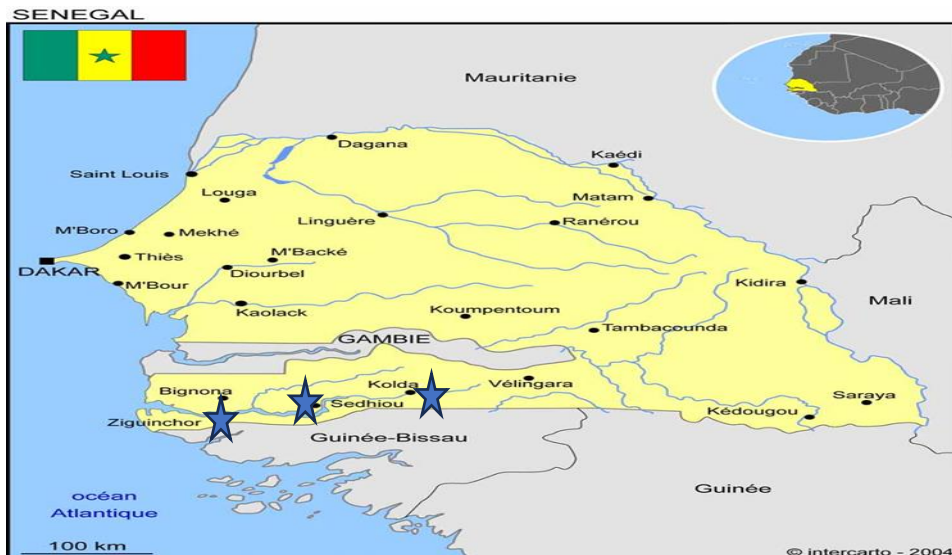 SENEGAL
Mauritanie
Dagana
Kaédi
Saint Louis
Louga
Matam
Linguère
Ranérou
M'Boro
Mekhé
M'Backé
Thiès
DAKAR
Diourbel
M'Bour
Kidira
Kaolack
Koumpentoum
Mali
Tambacounda
GAMBIE
Bignona
Kolda
Vélingara
Sedhiou
Saraya
Ziguinchor
Kédougou
Guinée-Bissau
Guinée
océan
Atlantique
100 km
© intercarto - 2004